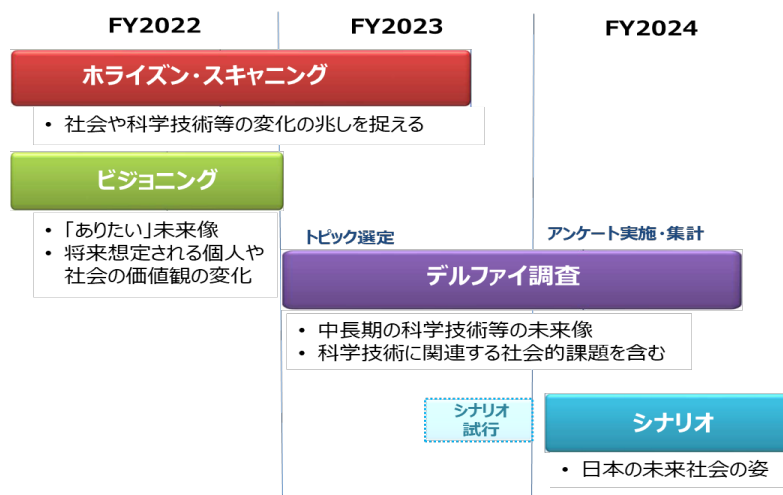 FY2022 FY2023 FY2024
ホライズン・スキャニング
• 社会や科学技術等の変化の兆しを捉える
ビジョニング
• 「ありたい」未来像
• 将来想定される個人や
社会の価値観の変化
トピック選定 アンケート実施・集計
デルファイ調査
• 中長期の科学技術等の未来像
• 科学技術に関連する社会的課題を含む
シナリオ
試行
シナリオ
• 日本の未来社会の姿